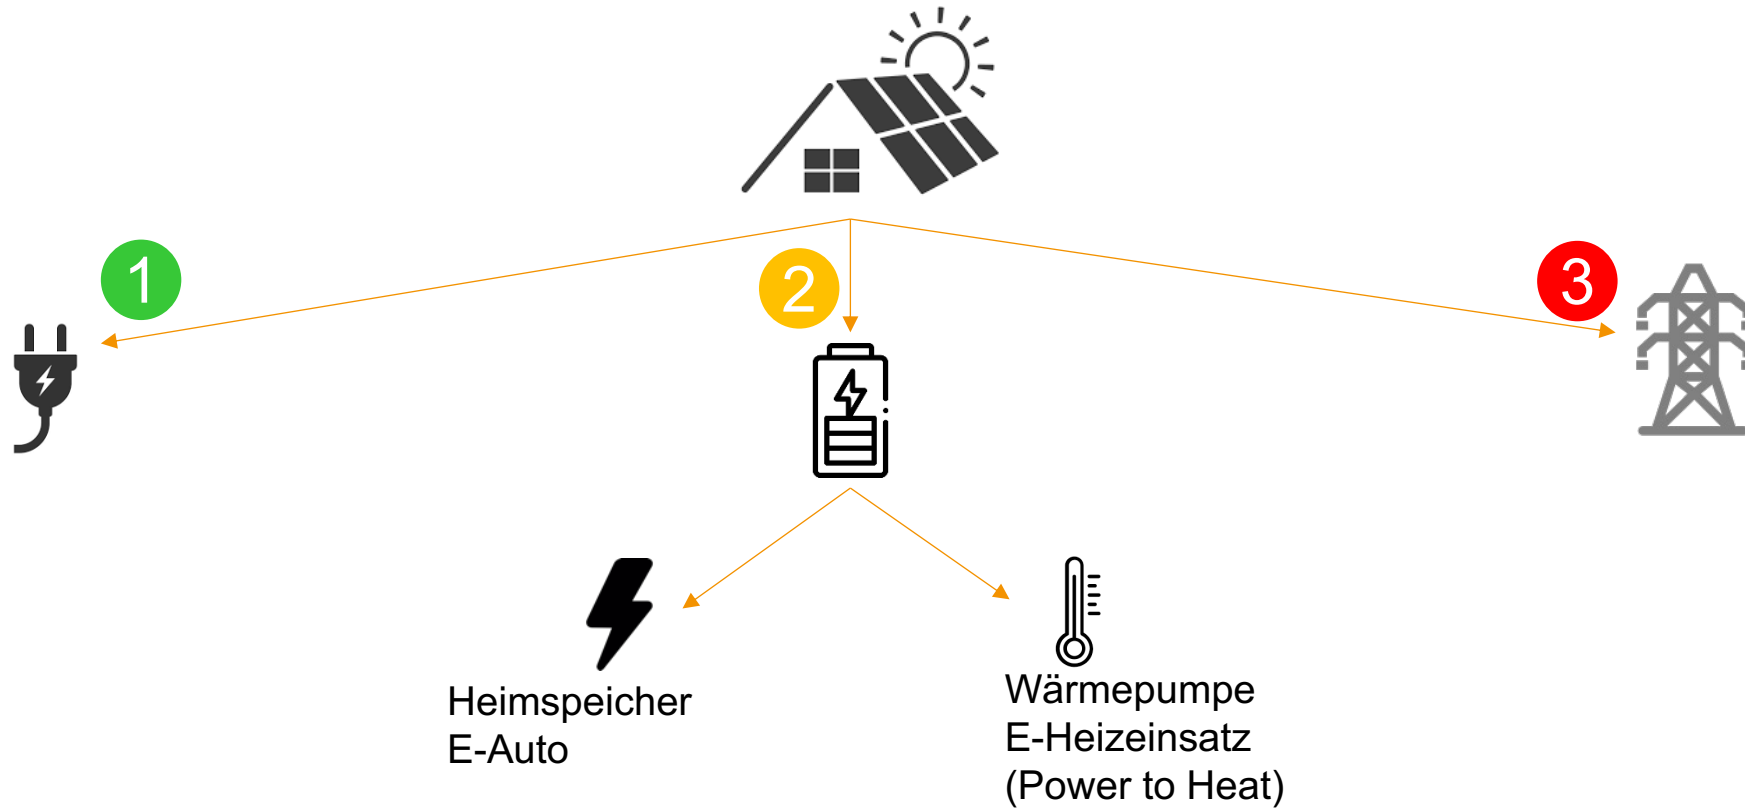 1
2
3
Heimspeicher
E-Auto
Wärmepumpe
E-Heizeinsatz
(Power to Heat)